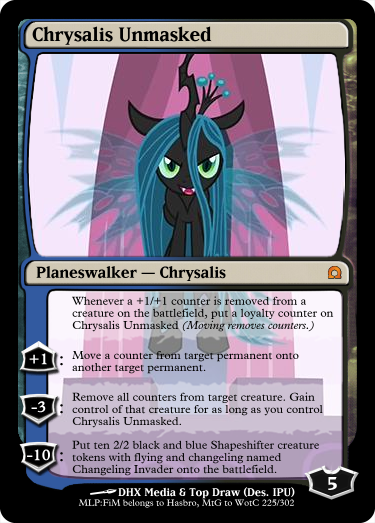 Chrysalis Unmasked
Planeswalker — Chrysalis
Whenever a +1/+1 counter is removed from a
creature on the battlefield, put a loyalty counter on
Chrysalis Unmasked (Moving removes counters.)
+1: Move a counter from target permanent onto
another target permanent.
Remove all counters from target creature. Gain
-3: control of that creature for as long as you control
Chrysalis Unmasked.
Put ten 2/2 black and blue Shapeshifter creature
-10: tokens with flying and changeling named
Changeling Invader onto the battlefield.
5
DHX Media & Top Draw (Des. IPU)
MLP:FiM belongs to Hasbro, MtG to WotC 225/302